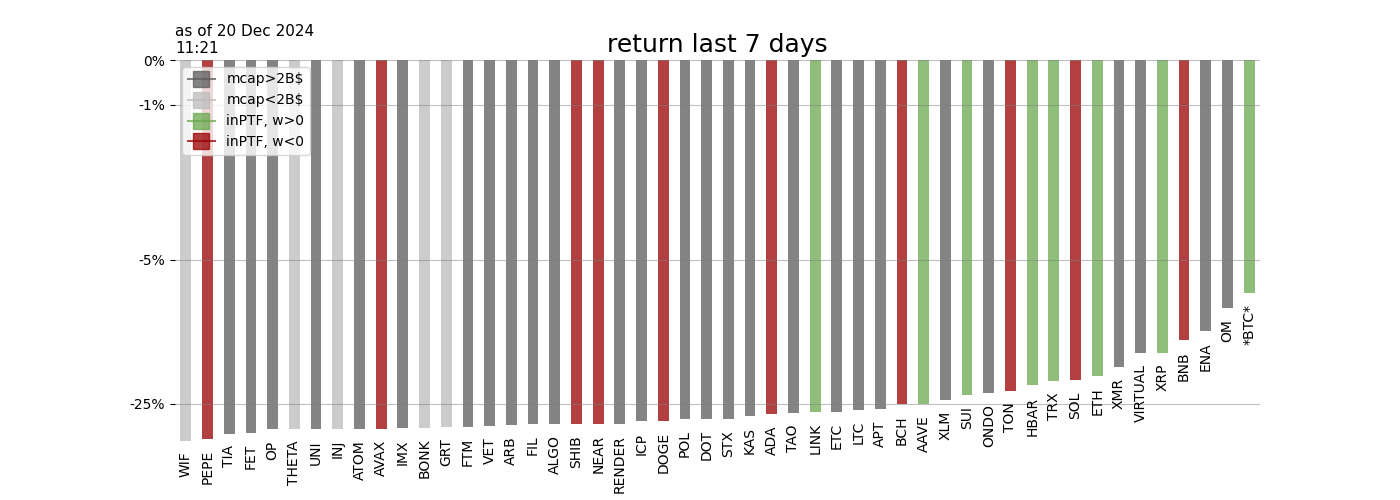 as of 20 Dec 2024
11:21
return last 7 days
0%
-1%
-5%
-25%
mcap>2B$
mcap<2B$
inPTF, w>0
inPTF, w<0
WIF
PEPE
TIA
FET
OP
THETA
UNI
INJ
ATOM
AVAX
IMX
BONK
GRT
FTM
VET
ARB
FIL
ALGO
SHIB
NEAR
RENDER
ICP
DOGE
POL
DOT
STX
KAS
ADA
TAO
LINK
ETC
LTC
APT
BCH
AAVE
XLM
SUI
ONDO
TON
HBAR
TRX
SOL
ETH
XMR
VIRTUAL
XRP
BNB
ENA
OM
*BTC*